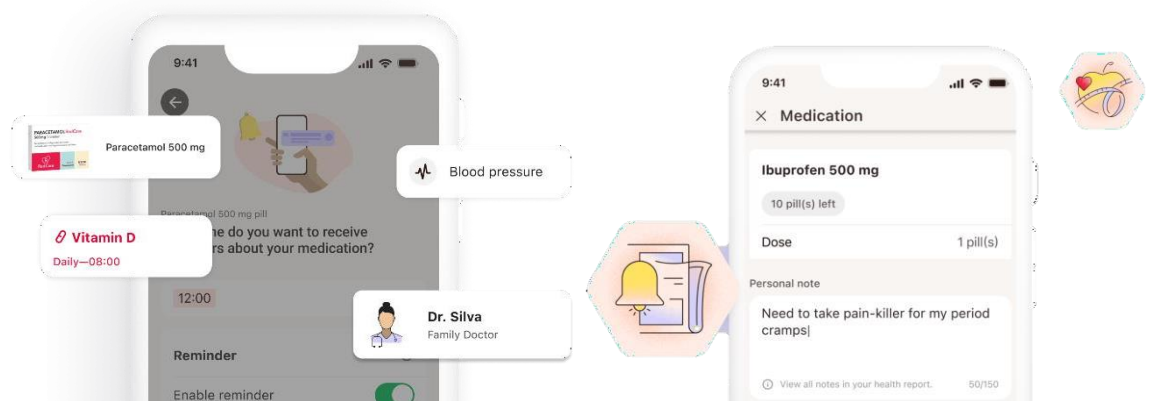 9:41
PARACETAMOL
Paracetamol 500 mg
Blood pressure
Paracetamol 500 mg pill
do you want to receive
about your medication?
Vitamin D
Daily—08:00
12:00
Dr. Silva
Family Doctor
Reminder
Enable reminder
9:41
Medication
Ibuprofen 500 mg
10 pill(s) left
Dose 1 pill(s)
Personal note
Need to take pain-killer for my period
cramps
View all notes in your health report. 50/150